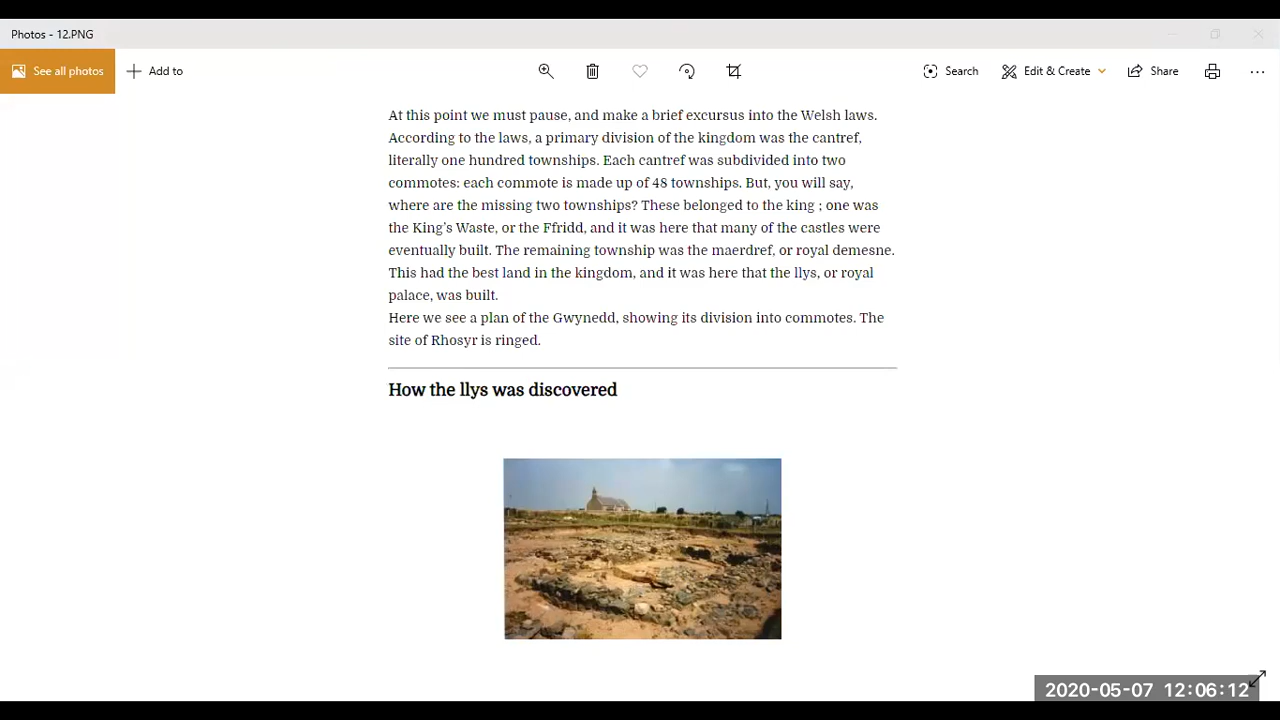 Photos - 12.PNG
See all photos
Add to
Search
Edit & Create
Share
At this point we must pause, and make a brief excursus into the Welsh laws.
According to the laws, a primary division of the kingdom was the cantref,
literally one hundred townships. Each cantref was subdivided into two
commotes: each commote is made up of 48 townships. But, you will say,
where are the missing two townships? These belonged to the king ; one was
the King's Waste, or the Ffridd, and it was here that many of the castles were
eventually built. The remaining township was the maerdref, or royal demesne.
This had the best land in the kingdom, and it was here that the llys, or royal
palace, was built.
Here we see a plan of the Gwynedd, showing its division into commotes. The
site of Rhosyr is ringed.
How the llys was discovered
2020-05-07 12:06:12